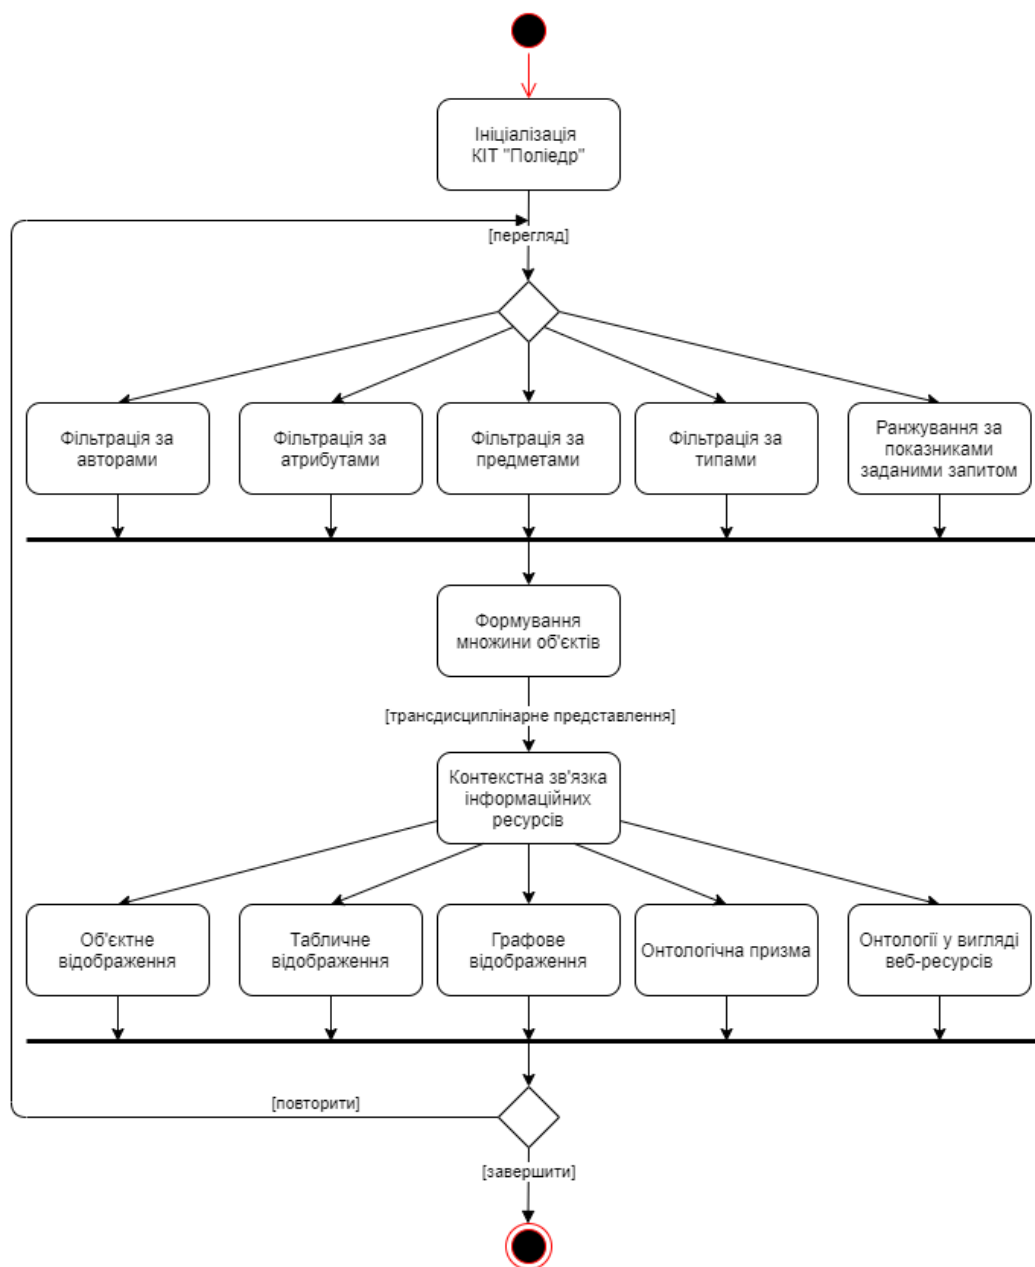 Ініціалізація
КІТ "Поліедр"
[перегляд]
Фільтрація за
авторами
Фільтрація за
атрибутами
Фільтрація за
предметами
Фільтрація за
типами
Ранжування за
показниками
заданими запитом
Формування
множини об'єктів
[трансдисциплінарне представлення]
Контекстна зв'язка
інформаційних
ресурсів
Об'єктне
відображення
Табличне
відображення
Графове
відображення
Онтологічна призма
Онтології у вигляді
веб-ресурсів
[повторити]
[завершити]